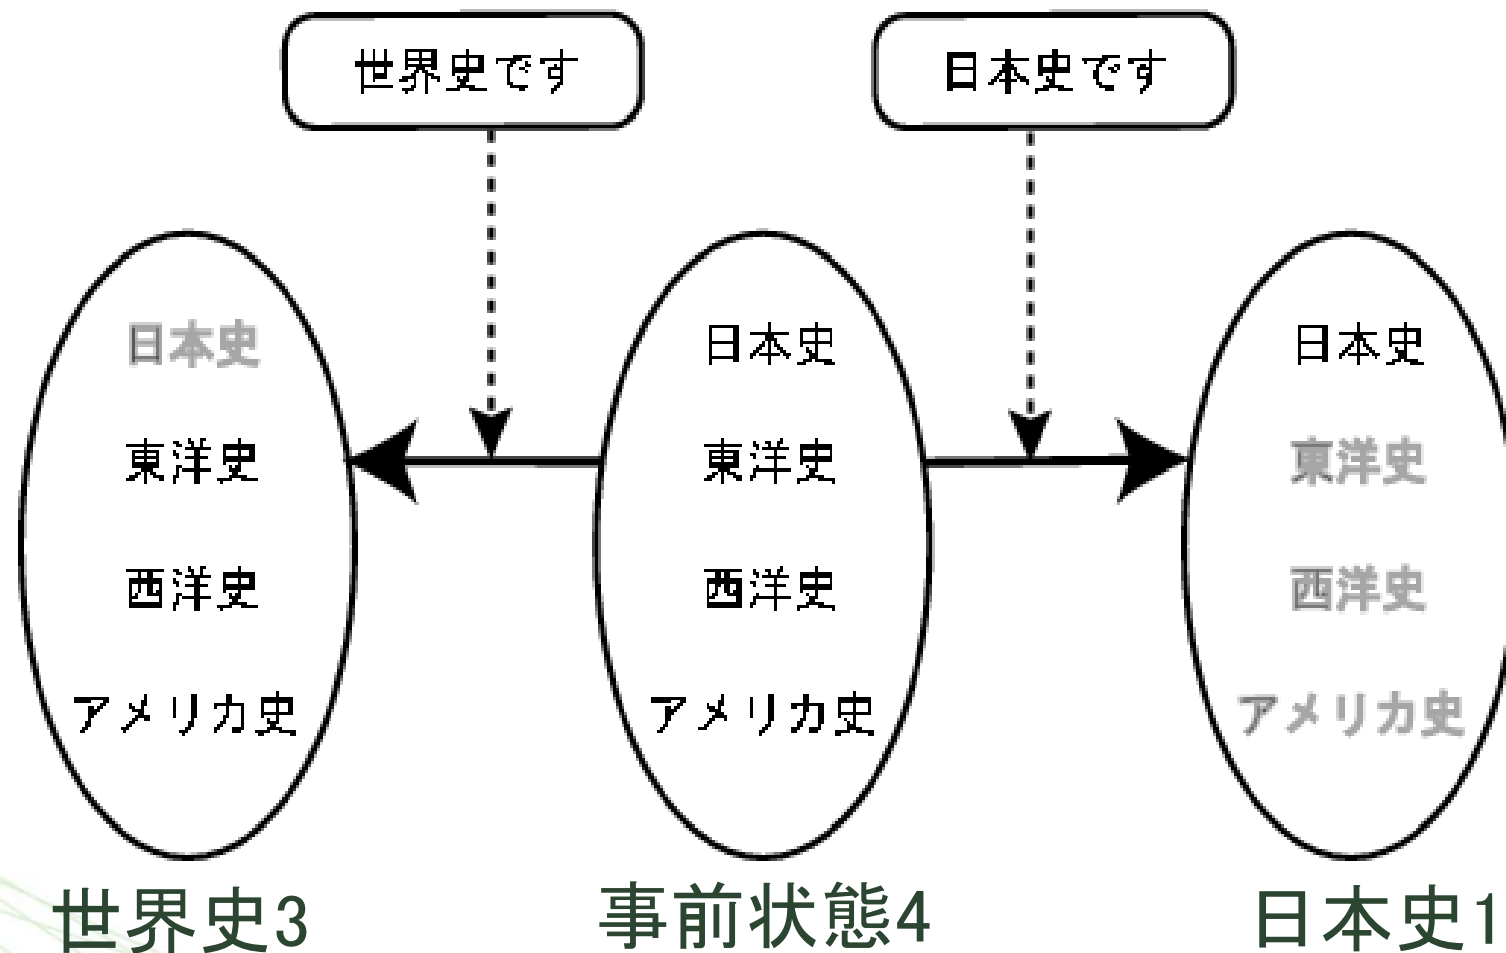 世界史です
日本史です
日本史
東洋史
西洋史
アメリカ史
日本史
東洋史
西洋史
アメリカ史
日本史
東洋史
西洋史
アメリカ史
世界史3
事前状態4
日本史1